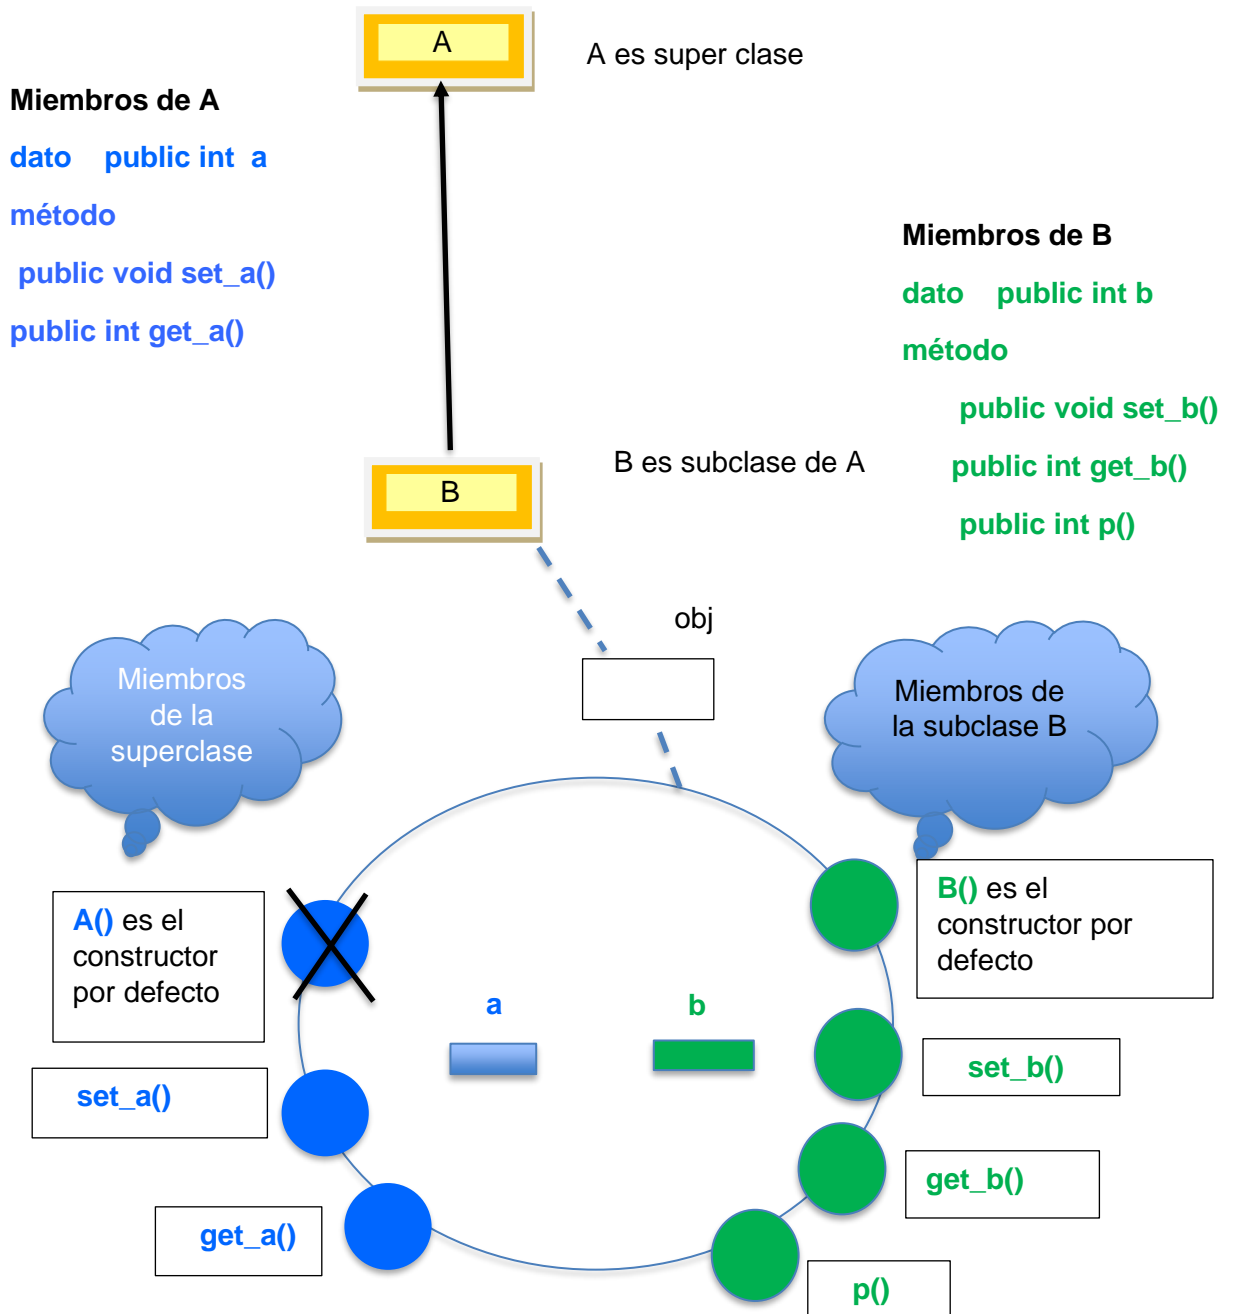 A
A es super clase
Miembros de A
dato public int a
método
public void set_a()
public int get_a()
Miembros de B
dato public int b
método
public void set_b()
public int get_b()
public int p()
B es subclase de A
B
obj
Miembros
de la
superclase
Miembros de
la subclase B
A() es el
constructor
por defecto
B() es el
constructor por
defecto
a
b
set_a()
set_b()
get_a()
get_b()
p()